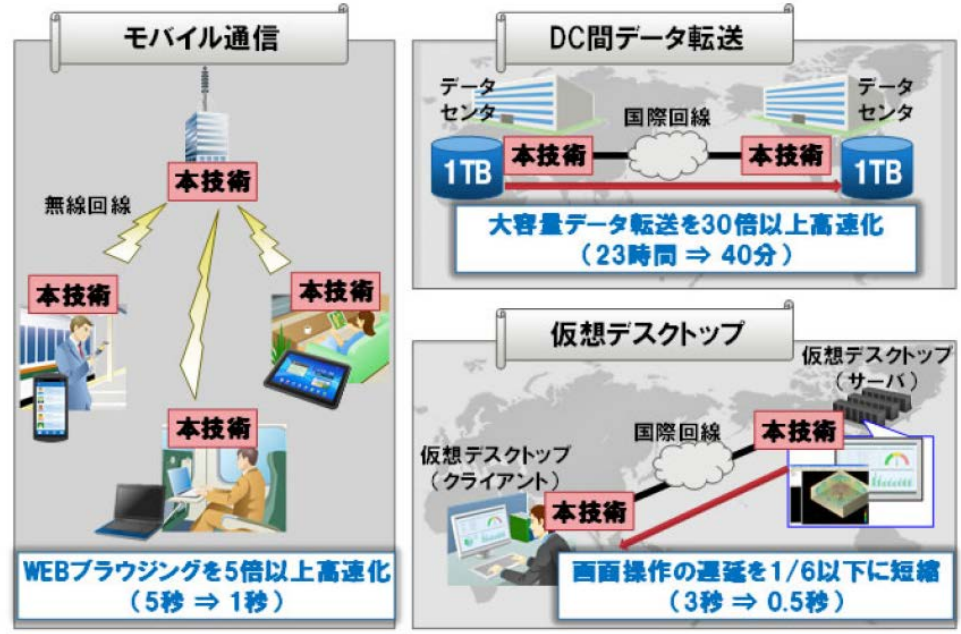 モバイル通信
本技術
無線回線
本技術
本技術
本技術
WEBブラウジングを5倍以上高速化
（5秒 ⇒ 1秒）
DC間データ転送
データ
センタ
国際回線
データ
センタ
1TB
本技術
本技術
1TB
大容量データ転送を30倍以上高速化
（23時間 ⇒ 40分）
仮想デスクトップ
仮想デスクトップ
（サーバ）
国際回線
本技術
仮想デスクトップ
（クライアント）
本技術
画面操作の遅延を1/6以下に短縮
（3秒 ⇒ 0.5秒）